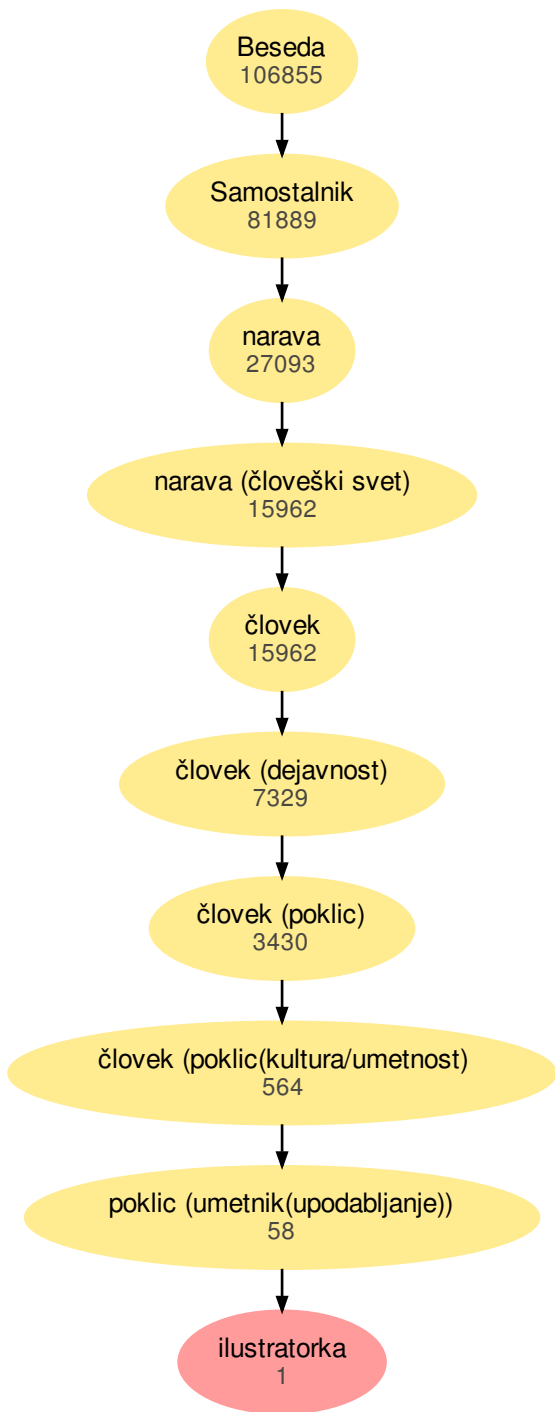 Beseda
106855
Samostalnik
81889
narava
27093
narava (človeški svet)
15962
človek
15962
človek (dejavnost)
7329
človek (poklic)
3430
človek (poklic(kultura/umetnost)
564
poklic (umetnik(upodabljanje))
58
ilustratorka
1